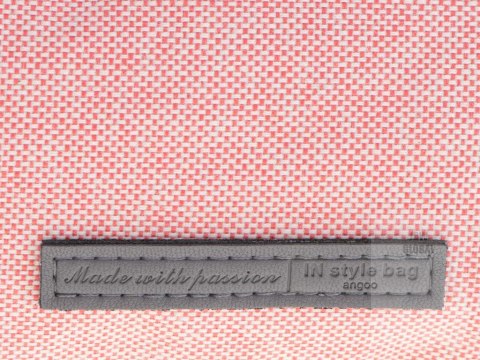 Made with passion
IN style bag
angoo